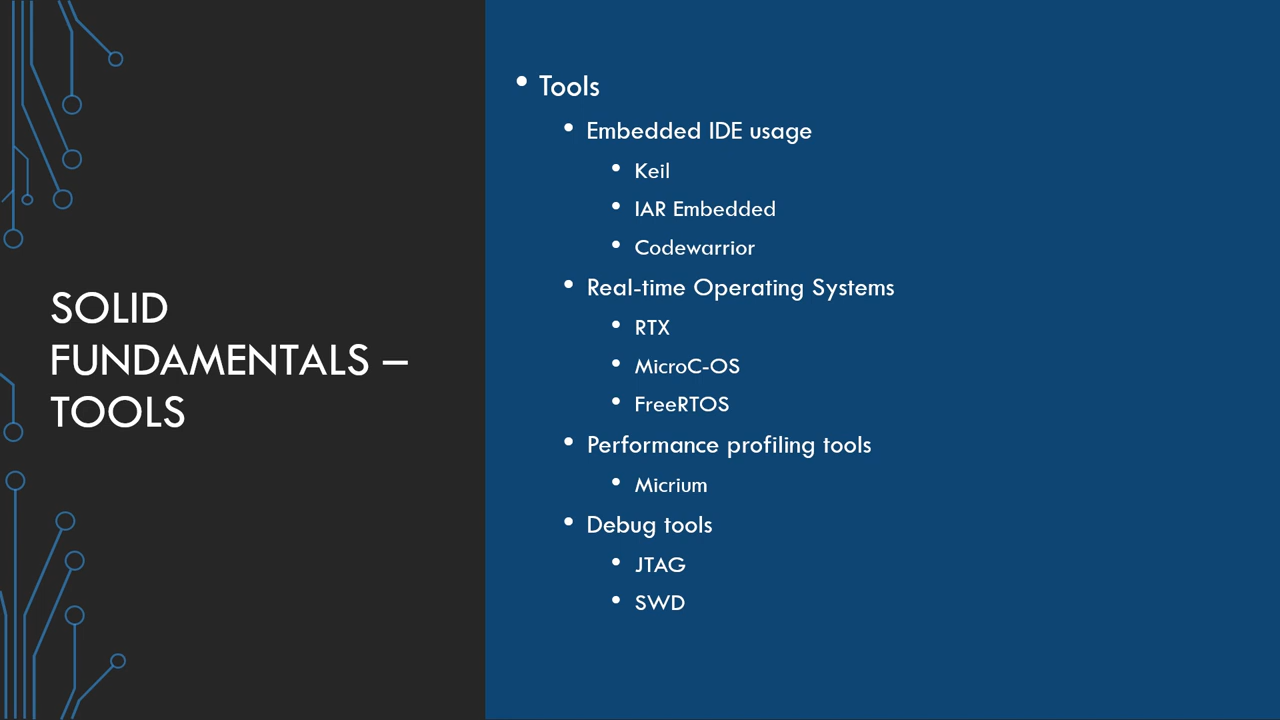 SOLID
FUNDAMENTALS –
TOOLS
• Tools
• Embedded IDE usage
• Keil
• IAR Embedded
• Codewarrior
• Real-time Operating Systems
• RTX
• MicroC-OS
• FreeRTOS
• Performance profiling tools
• Micrium
• Debug tools
• JTAG
• SWD